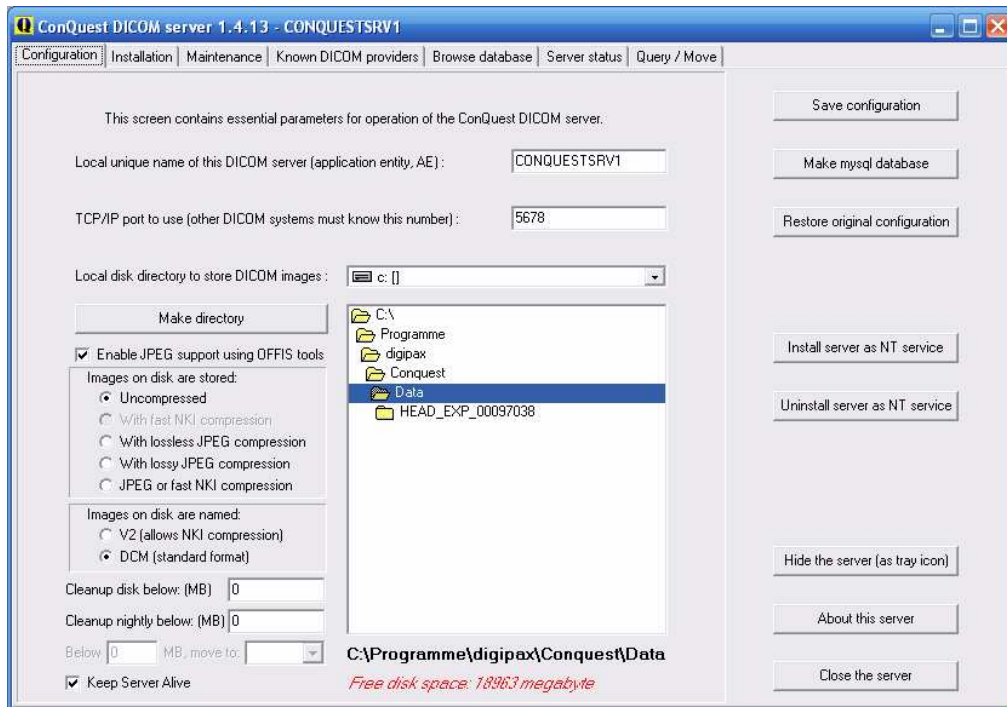 ConQuest DICOM server 1.4.13 - CONQUESTSRV1
Configuration Installation Maintenance Known DICOM providers Browse database Server status Query / Move
This screen contains essential parameters for operation of the ConQuest DICOM server.
Local unique name of this DICOM server (application entity, AE) : CONQUESTSRV1
TCP/IP port to use (other DICOM systems must know this number) : 5678
Local disk directory to store DICOM images : c: []
Make directory
Enable JPEG support using OFFIS tools
Images on disk are stored:
Uncompressed
With fast NKI compression
With lossless JPEG compression
With lossy JPEG compression
JPEG or fast NKI compression
Images on disk are named:
V2 (allows NKI compression)
DCM (standard format)
Cleanup disk below: (MB) 0
Cleanup nightly below: (MB) 0
Below 0 MB, move to:
Keep Server Alive
C:\
Programme
digipax
Conquest
Data
HEAD_EXP_00097038
C:\Programme\digipax\Conquest\Data
Free disk space: 18963 megabyte
Save configuration
Make mysql database
Restore original configuration
Install server as NT service
Uninstall server as NT service
Hide the server (as tray icon)
About this server
Close the server